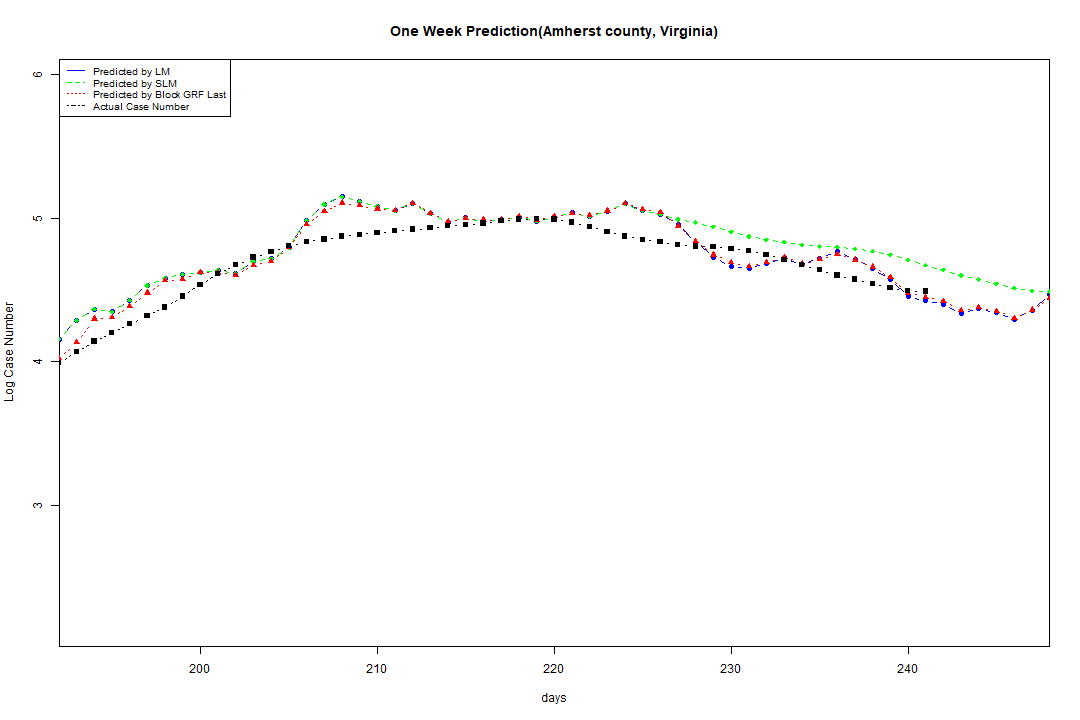 One Week Prediction(Amherst county, Virginia)
Predicted by LM
Predicted by SLM
Predicted by Block GRF Last
Actual Case Number
6
5
4
3
Log Case Number
200 210 220 230 240
days